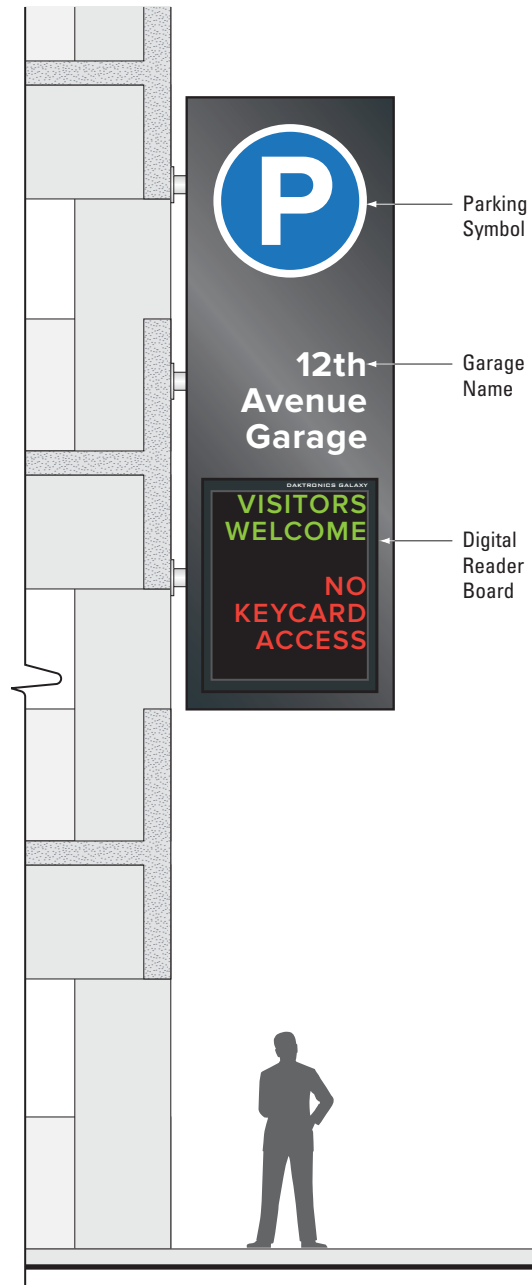 P
Parking
Symbol
12th
Avenue
Garage
Garage
Name
DAKTRONICS GALAXY
VISITORS
WELCOME
NO
KEYCARD
ACCESS
Digital
Reader
Board